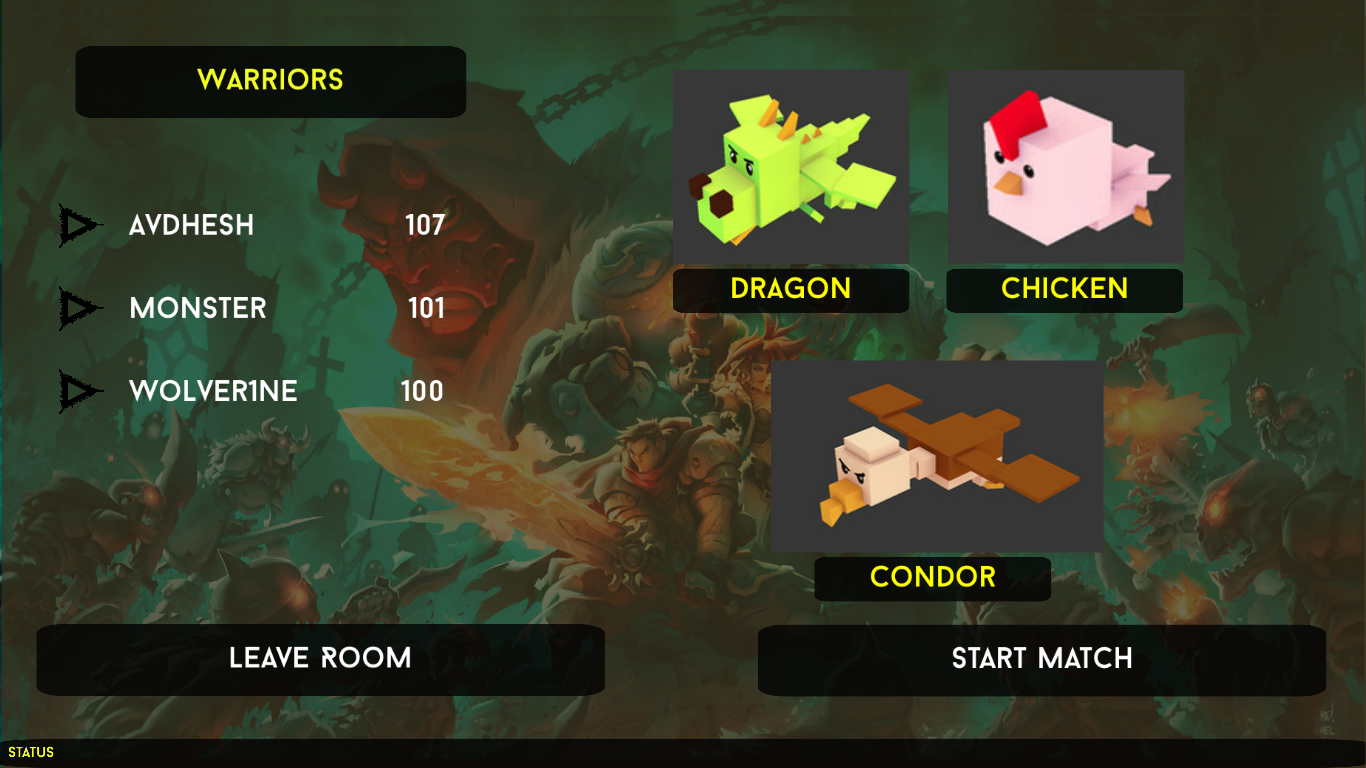 WARRIORS
AVDHESH 107
MONSTER 101
WOLVER1NE 100
DRAGON
CHICKEN
CONDOR
LEAVE ROOM
START MATCH
STATUS